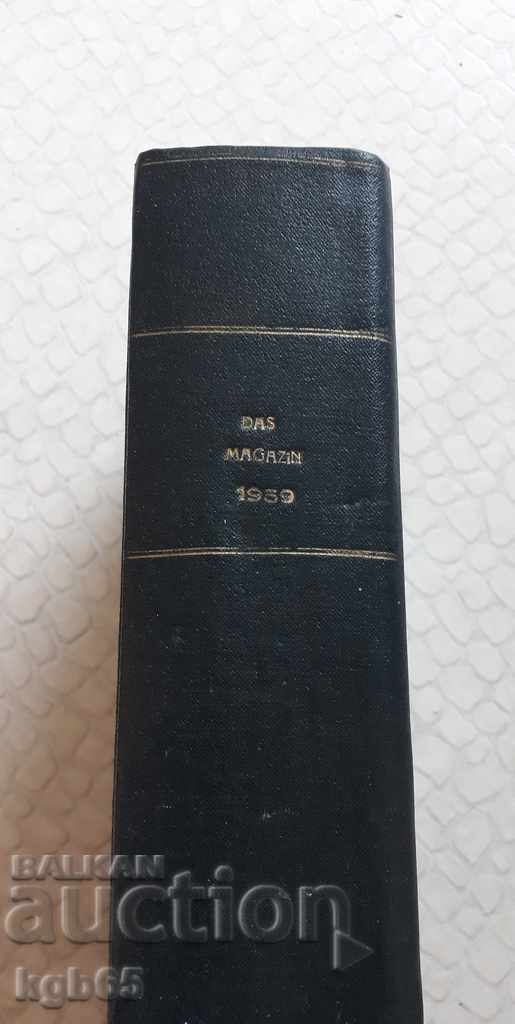 DAS
MAGAZiN
1959
BALKAN
auction
kgb65